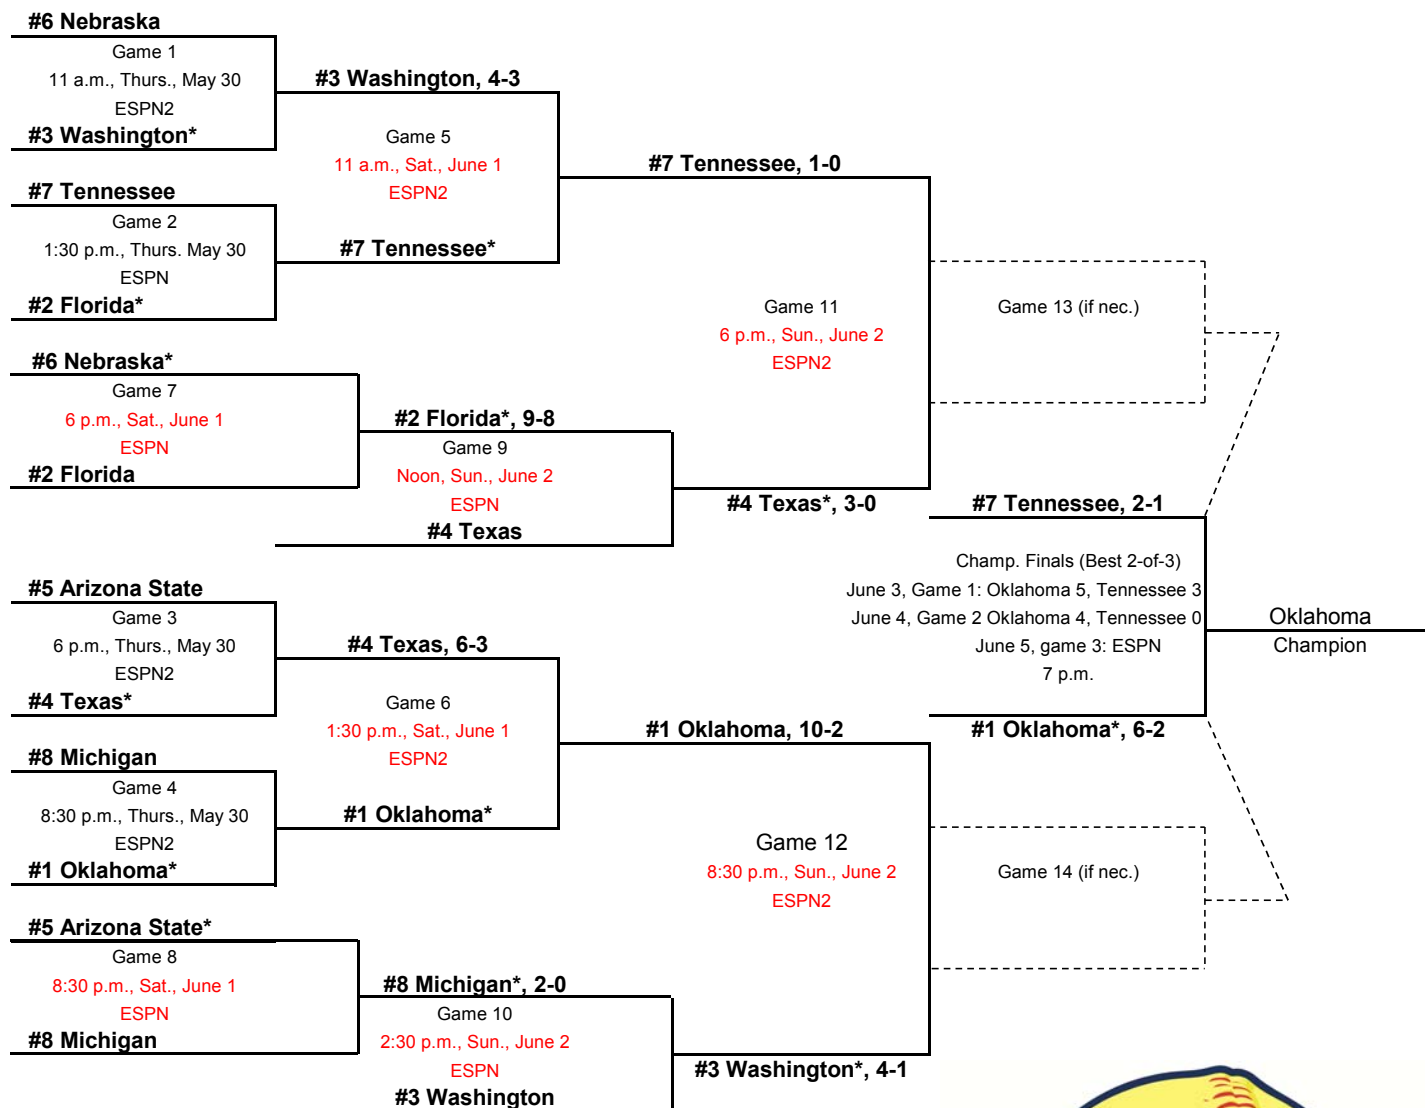 #6 Nebraska
Game 1
11 a.m., Thurs., May 30
ESPN2
#3 Washington*
#3 Washington, 4-3
Game 5
11 a.m., Sat., June 1
ESPN2
#7 Tennessee
Game 2
1:30 p.m., Thurs. May 30
ESPN
#2 Florida*
#7 Tennessee*
#7 Tennessee, 1-0
Game 11
6 p.m., Sun., June 2
ESPN2
Game 13 (if nec.)
#6 Nebraska*
Game 7
6 p.m., Sat., June 1
ESPN
#2 Florida
#2 Florida*, 9-8
Game 9
Noon, Sun., June 2
ESPN
#4 Texas
#4 Texas*, 3-0
#7 Tennessee, 2-1
Champ. Finals (Best 2-of-3)
June 3, Game 1: Oklahoma 5, Tennessee 3
June 4, Game 2 Oklahoma 4, Tennessee 0
June 5, game 3: ESPN
7 p.m.
Oklahoma
Champion
#1 Oklahoma*, 6-2
#5 Arizona State
Game 3
6 p.m., Thurs., May 30
ESPN2
#4 Texas*
#4 Texas, 6-3
Game 6
1:30 p.m., Sat., June 1
ESPN2
#8 Michigan
Game 4
8:30 p.m., Thurs., May 30
ESPN2
#1 Oklahoma*
#1 Oklahoma*
#1 Oklahoma, 10-2
Game 12
8:30 p.m., Sun., June 2
ESPN2
Game 14 (if nec.)
#5 Arizona State*
Game 8
8:30 p.m., Sat., June 1
ESPN
#8 Michigan
#8 Michigan*, 2-0
Game 10
2:30 p.m., Sun., June 2
ESPN
#3 Washington
#3 Washington*, 4-1